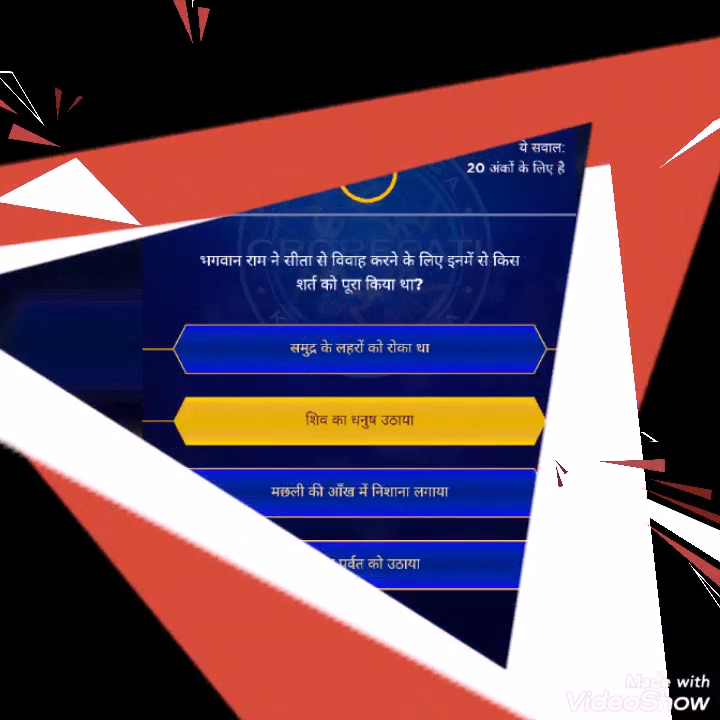 ये सवाल:
20 अंकों के लिए है
भगवान राम ने सीता से विवाह करने के लिए इनमें से किस
शर्त को पूरा किया था?
समुद्र के लहरों को रोका था
शिव का धनुष उठाया
मछली की आँख में निशाना लगाया
पर्वत को उठाया
Made with
VideoShow